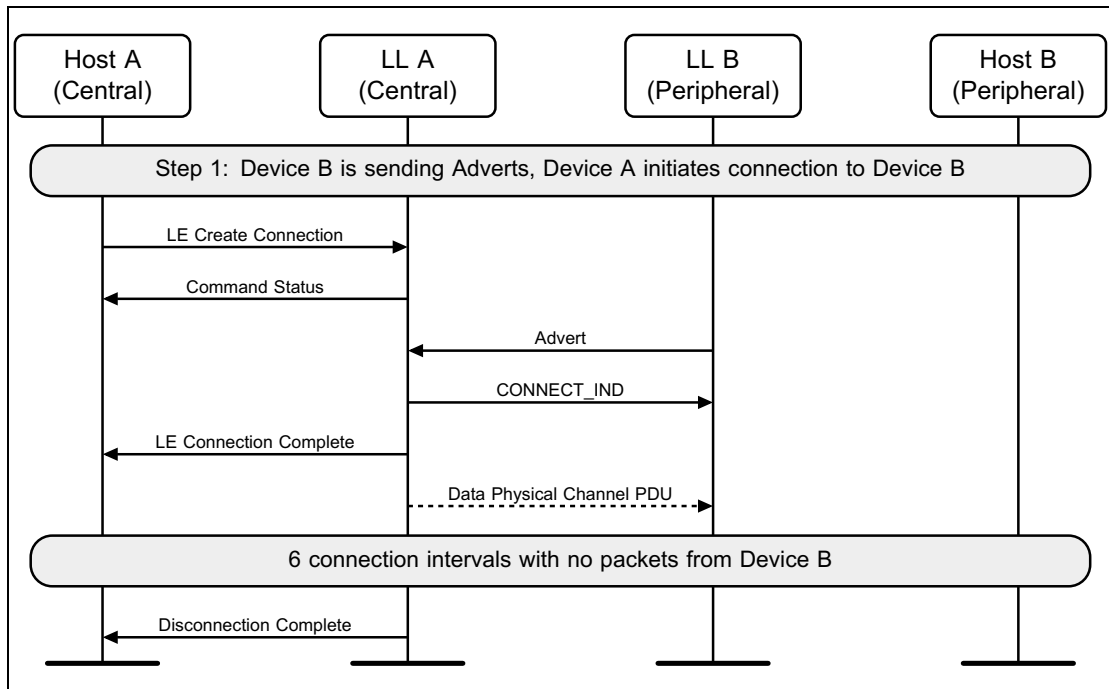 Host A
(Central)
LL A
(Central)
LL B
(Peripheral)
Host B
(Peripheral)
Step 1: Device B is sending Adverts, Device A initiates connection to Device B
LE Create Connection
Command Status
Advert
CONNECT_IND
LE Connection Complete
Data Physical Channel PDU
6 connection intervals with no packets from Device B
Disconnection Complete